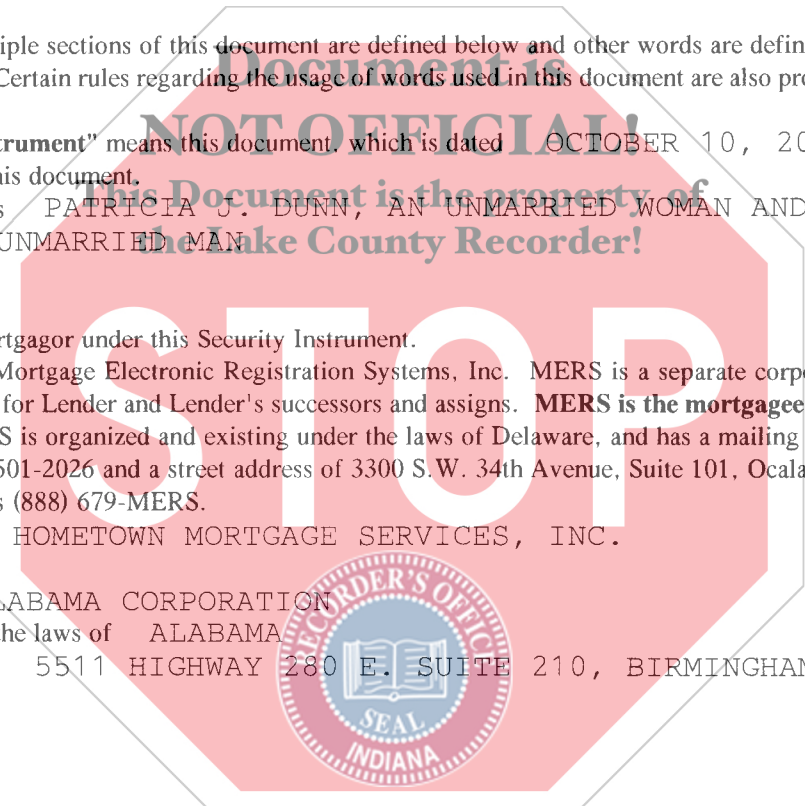 iple sections of this document are defined below and other words are defin
Document is
Certain rules regarding the usage of words used in this document are also pro
NOT OFFICIAL!
trument" means this document, which is dated OCTOBER 10, 20
his document.
This Document is the property of
s PATRICIA J. DUNN, AN UNMARRIED WOMAN AND
UNMARRIED MAN
the Lake County Recorder!
STOP
rtgagor under this Security Instrument.
Mortgage Electronic Registration Systems, Inc. MERS is a separate corpo
for Lender and Lender's successors and assigns. MERS is the mortgagee
S is organized and existing under the laws of Delaware, and has a mailing
501-2026 and a street address of 3300 S.W. 34th Avenue, Suite 101, Ocala
s (888) 679-MERS.
HOMETOWN MORTGAGE SERVICES, INC.
LABAMA CORPORATION
the laws of ALABAMA
5511 HIGHWAY 280 E. SUITE 210, BIRMINGHAM
RECORDER'S OFFICE
SEAL
INDIANA